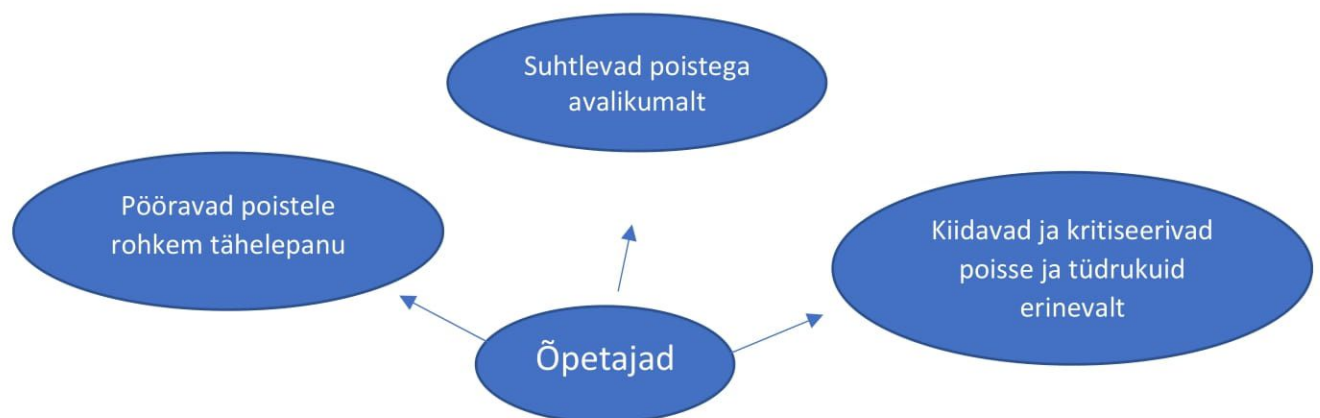 Suhtlevad poistega
avalikumalt
Pööravad poistele
rohkem tähelepanu
Kiidavad ja kritiseerivad
poisse ja tüdrukuid
erinevalt
Õpetajad